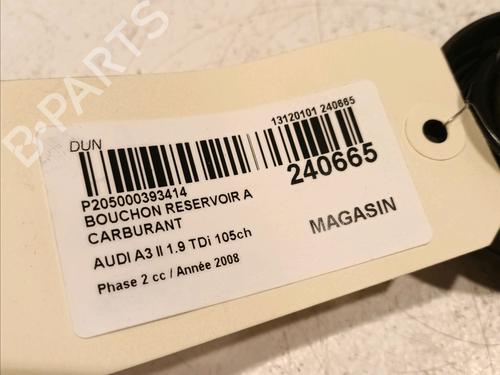 B-PARTS
DUN
13120101 240665
P205000393414
240665
BOUCHON RESERVOIR A
CARBURANT
MAGASIN
AUDI A3 II 1.9 TDi 105ch
Phase 2 cc / Année 2008